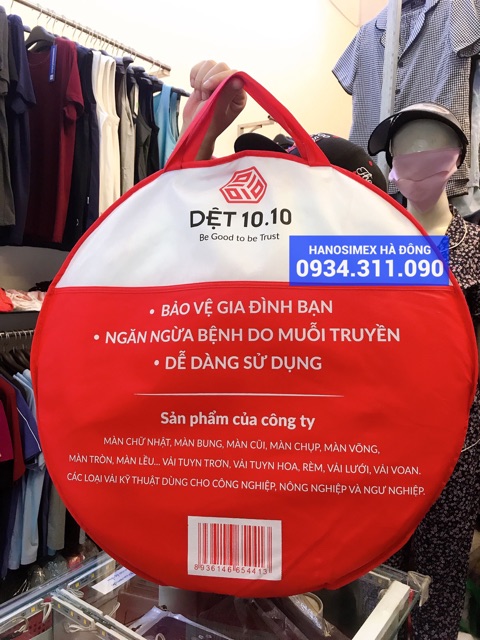 DỆT 10.10
Be Good to be Trust
HANOSIMEX HÀ ĐÔNG
0934.311.090
• BẢO VỆ GIA ĐÌNH BẠN
• NGĂN NGỪA BỆNH DO MUỖI TRUYỀN
• DỄ DÀNG SỬ DỤNG
Sản phẩm của công ty
MÀN CHỮ NHẬT, MÀN BUNG, MÀN CŨI, MÀN CHỤP, MÀN VÕNG,
MÀN TRÒN, MÀN LỀU... VẢI TUYN TRƠN, VẢI TUYN HOA, RÈM, VẢI LƯỚI, VẢI VOAN.
CÁC LOẠI VẢI KỸ THUẬT DÙNG CHO CÔNG NGHIỆP, NÔNG NGHIỆP VÀ NGƯ NGHIỆP.
8936146654413